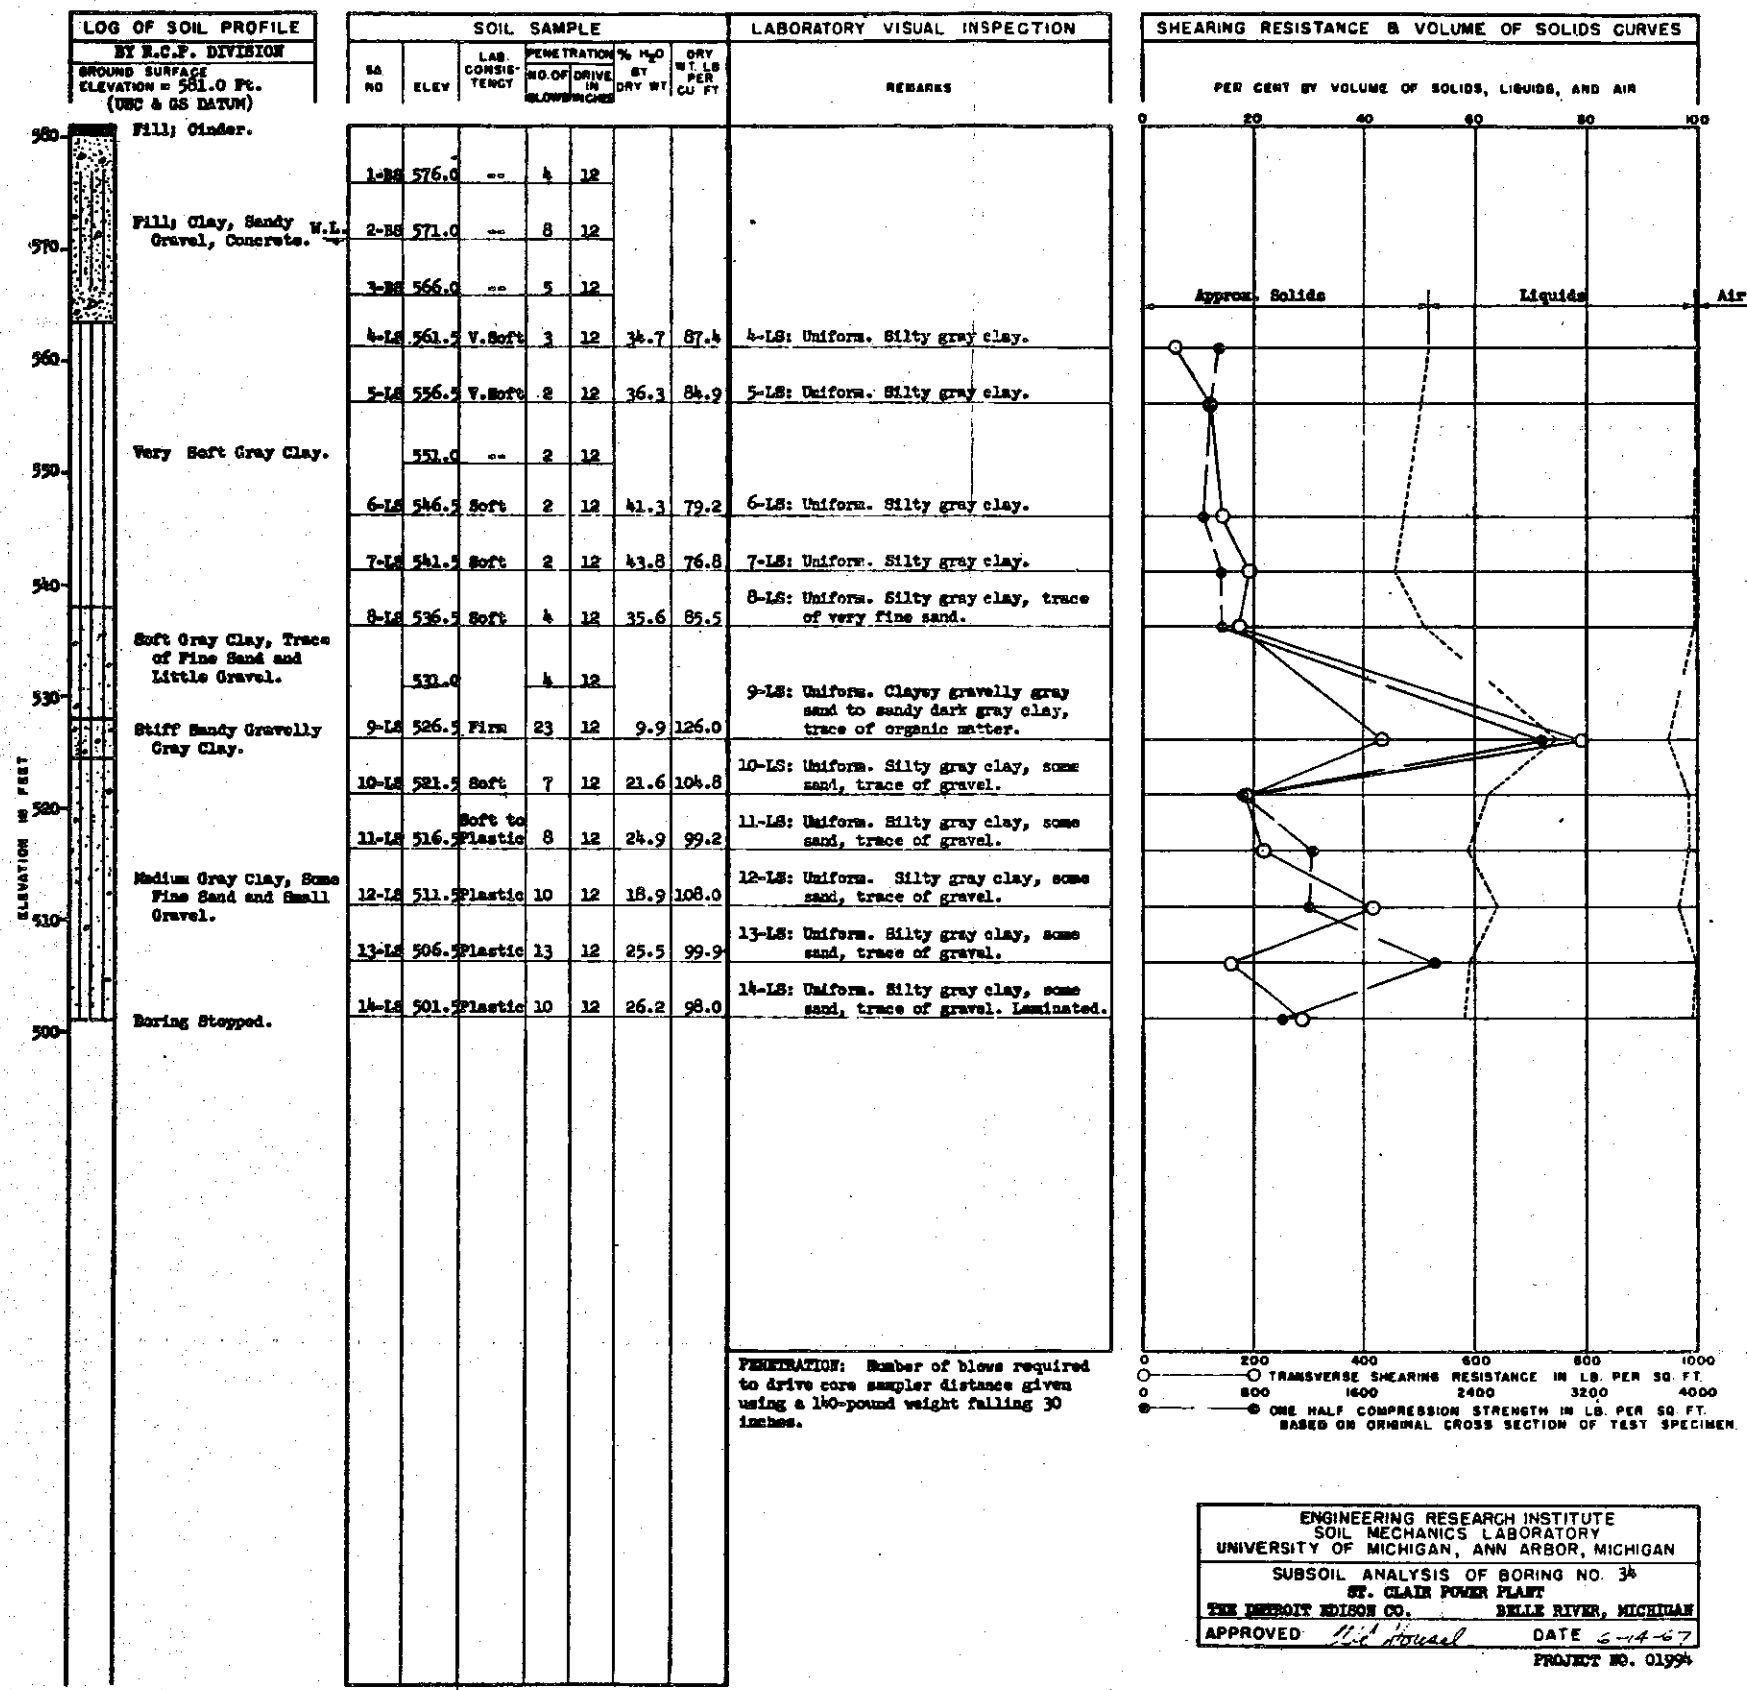 LOG OF SOIL PROFILE
BY R.C.P. DIVISION
GROUND SURFACE
ELEVATION = 581.0 Ft.
(UBC & GS DATUM)
SOIL SAMPLE
SA. NO
ELEV
LAB. CONSIS-TENCY
PENETRATION
NO. OF BLOWS
DRIVE IN INCHES
% H2O BY DRY WT
DRY WT. LB PER CU FT
LABORATORY VISUAL INSPECTION
REMARKS
SHEARING RESISTANCE & VOLUME OF SOLIDS CURVES
PER CENT BY VOLUME OF SOLIDS, LIQUIDS, AND AIR
0 20 40 60 80 100
ELEVATION IN FEET
580
570
560
550
540
530
520
510
500
Fill; Cinder.
Fill; Clay, Sandy W.L.
Gravel, Concrete.
Very Soft Gray Clay.
Soft Gray Clay, Trace
of Fine Sand and
Little Gravel.
Stiff Sandy Gravelly
Gray Clay.
Medium Gray Clay, Some
Fine Sand and Small
Gravel.
Boring Stopped.
1-BS 576.0 -- 4 12
2-BS 571.0 -- 8 12
3-BS 566.0 -- 5 12
4-LS 561.5 V.Soft 3 12 34.7 87.4 4-LS: Uniform. Silty gray clay.
5-LS 556.5 V.Soft 2 12 36.3 84.9 5-LS: Uniform. Silty gray clay.
551.0 -- 2 12
6-LS 546.5 Soft 2 12 41.3 79.2 6-LS: Uniform. Silty gray clay.
7-LS 541.5 Soft 2 12 43.8 76.8 7-LS: Uniform. Silty gray clay.
8-LS: Uniform. Silty gray clay, trace
8-LS 536.5 Soft 4 12 35.6 85.5 of very fine sand.
531.0 4 12
9-LS: Uniform. Clayey gravelly gray
sand to sandy dark gray clay,
9-LS 526.5 Firm 23 12 9.9 126.0 trace of organic matter.
10-LS: Uniform. Silty gray clay, some
10-LS 521.5 Soft 7 12 21.6 104.8 sand, trace of gravel.
Soft to 11-LS: Uniform. Silty gray clay, some
11-LS 516.5 Plastic 8 12 24.9 99.2 sand, trace of gravel.
12-LS: Uniform. Silty gray clay, some
12-LS 511.5 Plastic 10 12 18.9 108.0 sand, trace of gravel.
13-LS: Uniform. Silty gray clay, some
13-LS 506.5 Plastic 13 12 25.5 99.9 sand, trace of gravel.
14-LS: Uniform. Silty gray clay, some
14-LS 501.5 Plastic 10 12 26.2 98.0 sand, trace of gravel. Laminated.
Approx. Solids Liquids Air
PENETRATION: Number of blows required
to drive core sampler distance given
using a 140-pound weight falling 30
inches.
0 200 400 600 800 1000
TRANSVERSE SHEARING RESISTANCE IN LB. PER SQ. FT.
0 800 1600 2400 3200 4000
ONE HALF COMPRESSION STRENGTH IN LB. PER SQ. FT.
BASED ON ORIGINAL CROSS SECTION OF TEST SPECIMEN.
ENGINEERING RESEARCH INSTITUTE
SOIL MECHANICS LABORATORY
UNIVERSITY OF MICHIGAN, ANN ARBOR, MICHIGAN
SUBSOIL ANALYSIS OF BORING NO. 34
ST. CLAIR POWER PLANT
THE DETROIT EDISON CO. BELLE RIVER, MICHIGAN
APPROVED Housel DATE 6-14-67
PROJECT NO. 01994